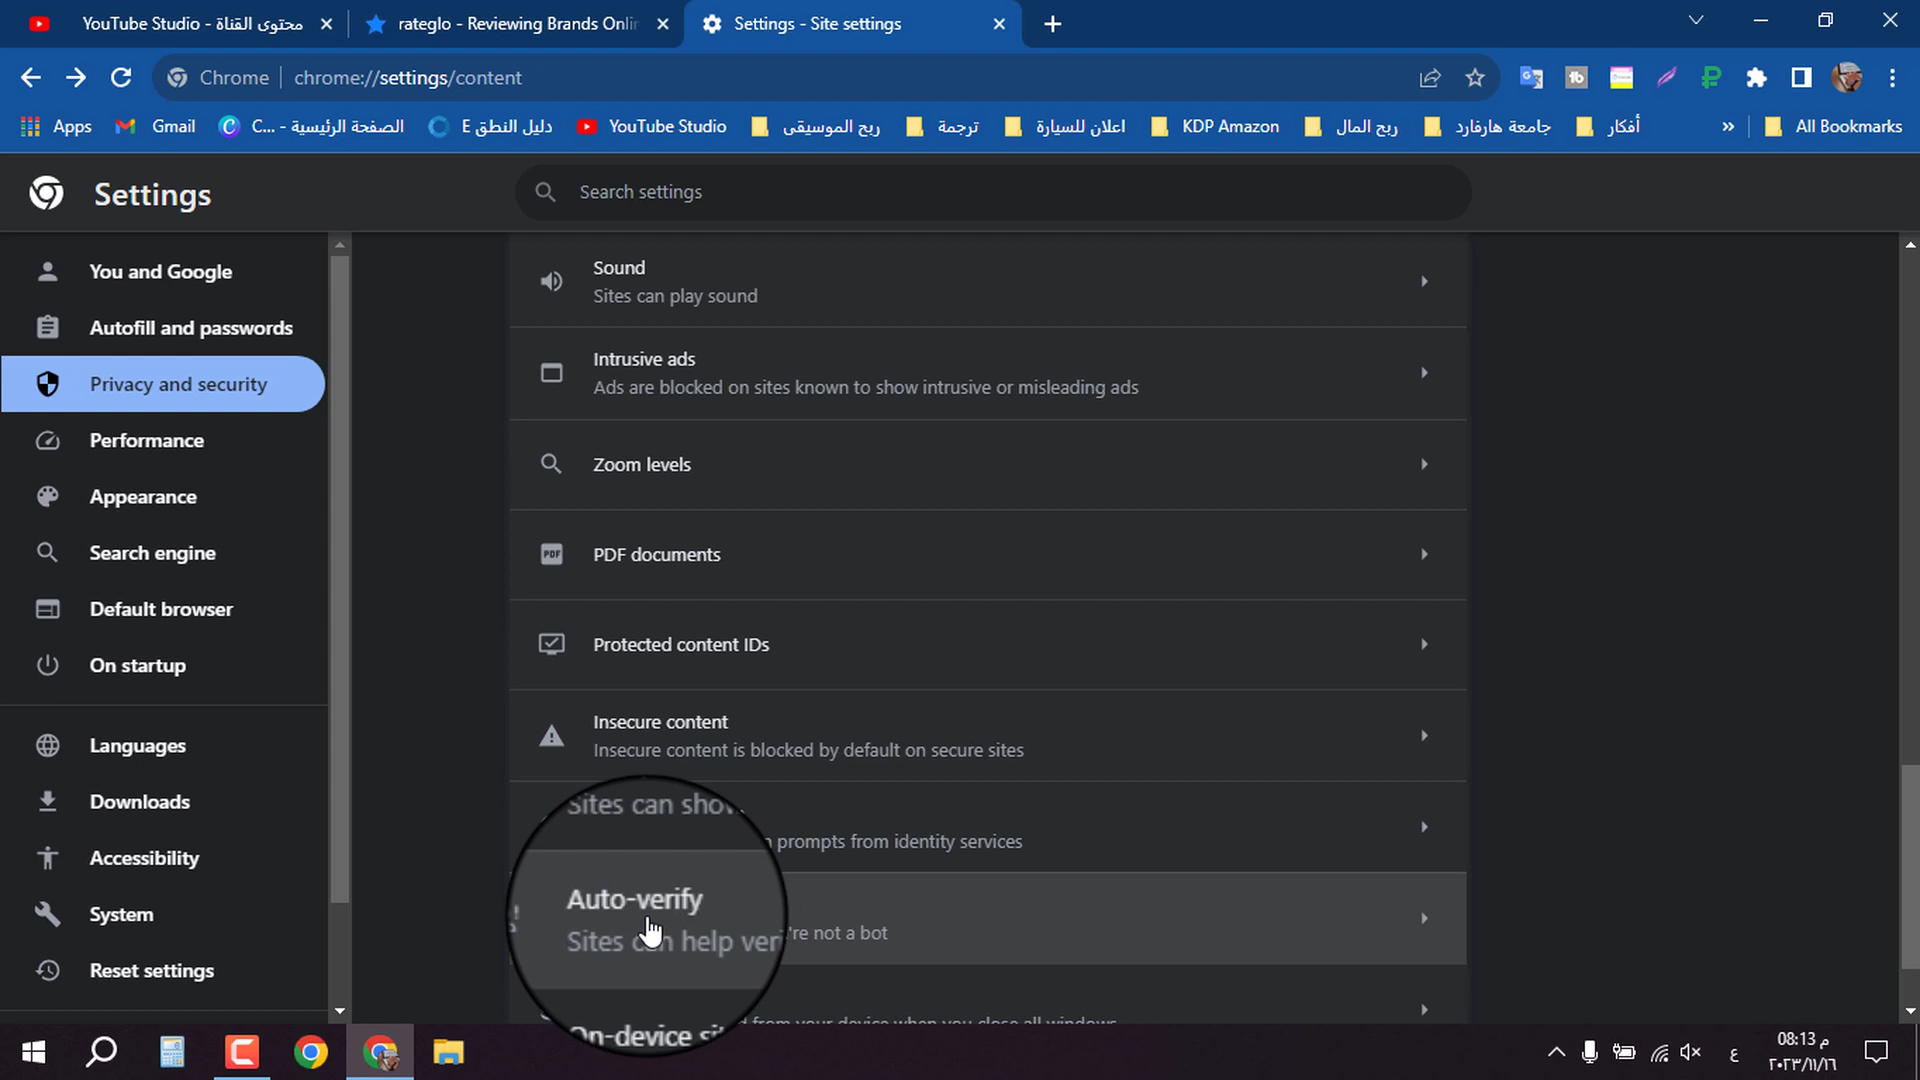 YouTube Studio - محتوى القناة
rateglo - Reviewing Brands Onli
Settings - Site settings
Chrome
chrome://settings/content
Apps
Gmail
C... - الصفحة الرئيسية
دليل النطق E
YouTube Studio
ربح الموسيقى
ترجمة
اعلان للسيارة
KDP Amazon
ربح المال
جامعة هارفارد
أفكار
»
All Bookmarks
Settings
Search settings
You and Google
Autofill and passwords
Privacy and security
Performance
Appearance
Search engine
Default browser
On startup
Languages
Downloads
Accessibility
System
Reset settings
Sound
Sites can play sound
Intrusive ads
Ads are blocked on sites known to show intrusive or misleading ads
Zoom levels
PDF
PDF documents
Protected content IDs
Insecure content
Insecure content is blocked by default on secure sites
Sites can show
prompts from identity services
Auto-verify
Sites can help veri
're not a bot
On-device sit
from your device when you close all windows
ع
08:13 م
٢٠٢٣/١١/١٦